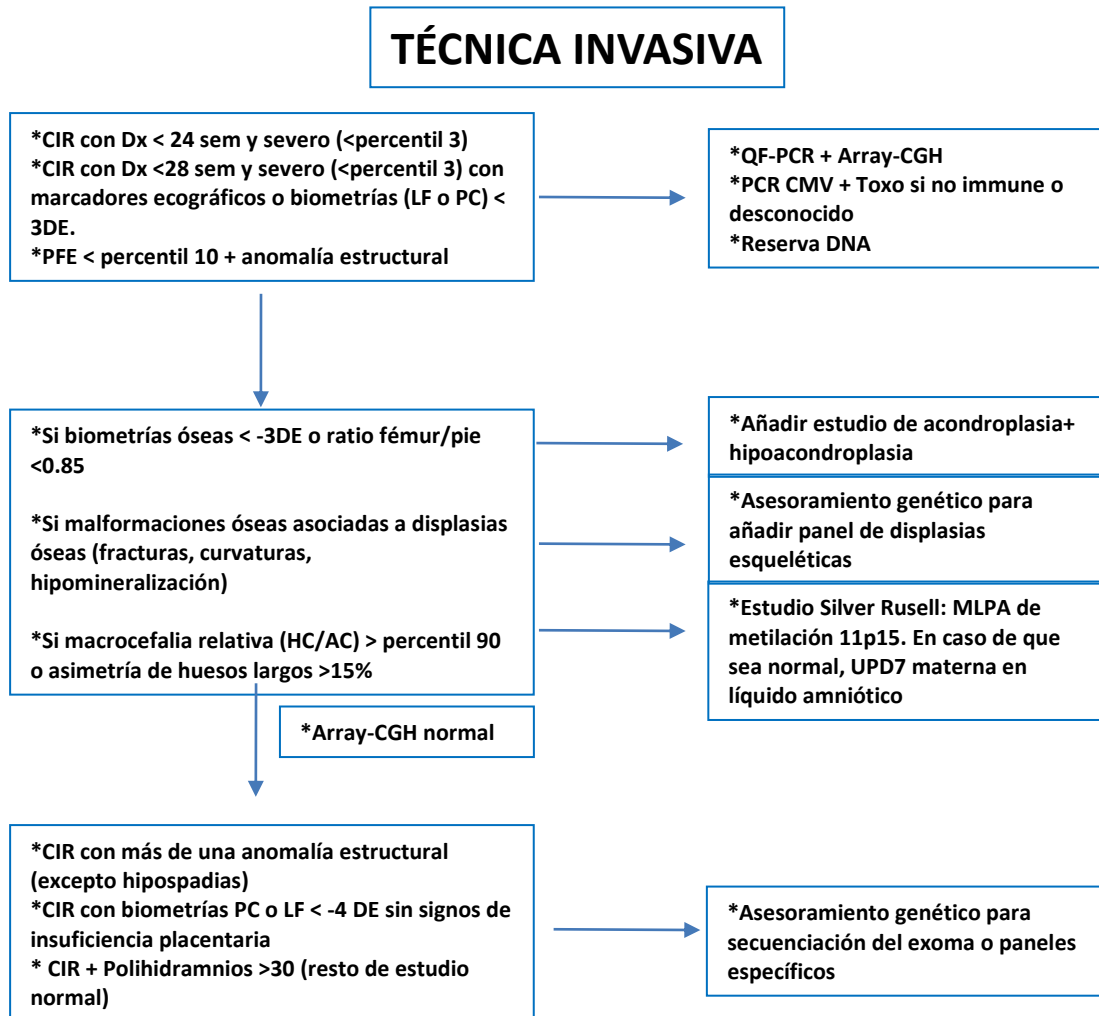 TÉCNICA INVASIVA
*CIR con Dx < 24 sem y severo (<percentil 3)
*CIR con Dx <28 sem y severo (<percentil 3) con
marcadores ecográficos o biometrías (LF o PC) <
3DE.
*PFE < percentil 10 + anomalía estructural
*QF-PCR + Array-CGH
*PCR CMV + Toxo si no immune o
desconocido
*Reserva DNA
*Si biometrías óseas < -3DE o ratio fémur/pie
<0.85
*Si malformaciones óseas asociadas a displasias
óseas (fracturas, curvaturas,
hipomineralización)
*Si macrocefalia relativa (HC/AC) > percentil 90
o asimetría de huesos largos >15%
*Añadir estudio de acondroplasia+
hipoacondroplasia
*Asesoramiento genético para
añadir panel de displasias
esqueléticas
*Estudio Silver Rusell: MLPA de
metilación 11p15. En caso de que
sea normal, UPD7 materna en
líquido amniótico
*Array-CGH normal
*CIR con más de una anomalía estructural
(excepto hipospadias)
*CIR con biometrías PC o LF < -4 DE sin signos de
insuficiencia placentaria
* CIR + Polihidramnios >30 (resto de estudio
normal)
*Asesoramiento genético para
secuenciación del exoma o paneles
específicos